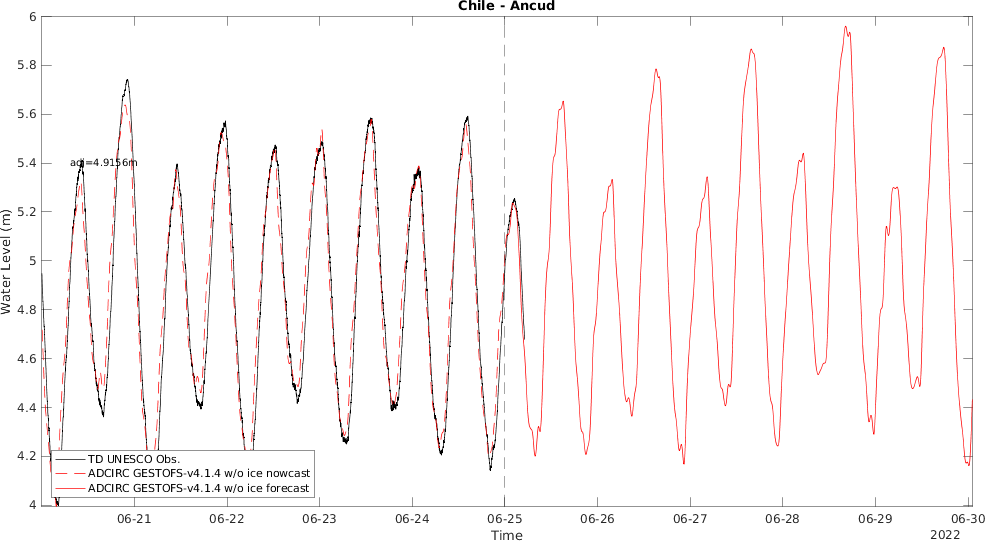 Chile - Ancud
6
5.8
5.6
5.4
5.2
5
4.8
4.6
4.4
4.2
4
Water Level (m)
adj=4.9156m
TD UNESCO Obs.
ADCIRC GESTOFS-v4.1.4 w/o ice nowcast
ADCIRC GESTOFS-v4.1.4 w/o ice forecast
06-21 06-22 06-23 06-24 06-25 06-26 06-27 06-28 06-29 06-30
2022
Time